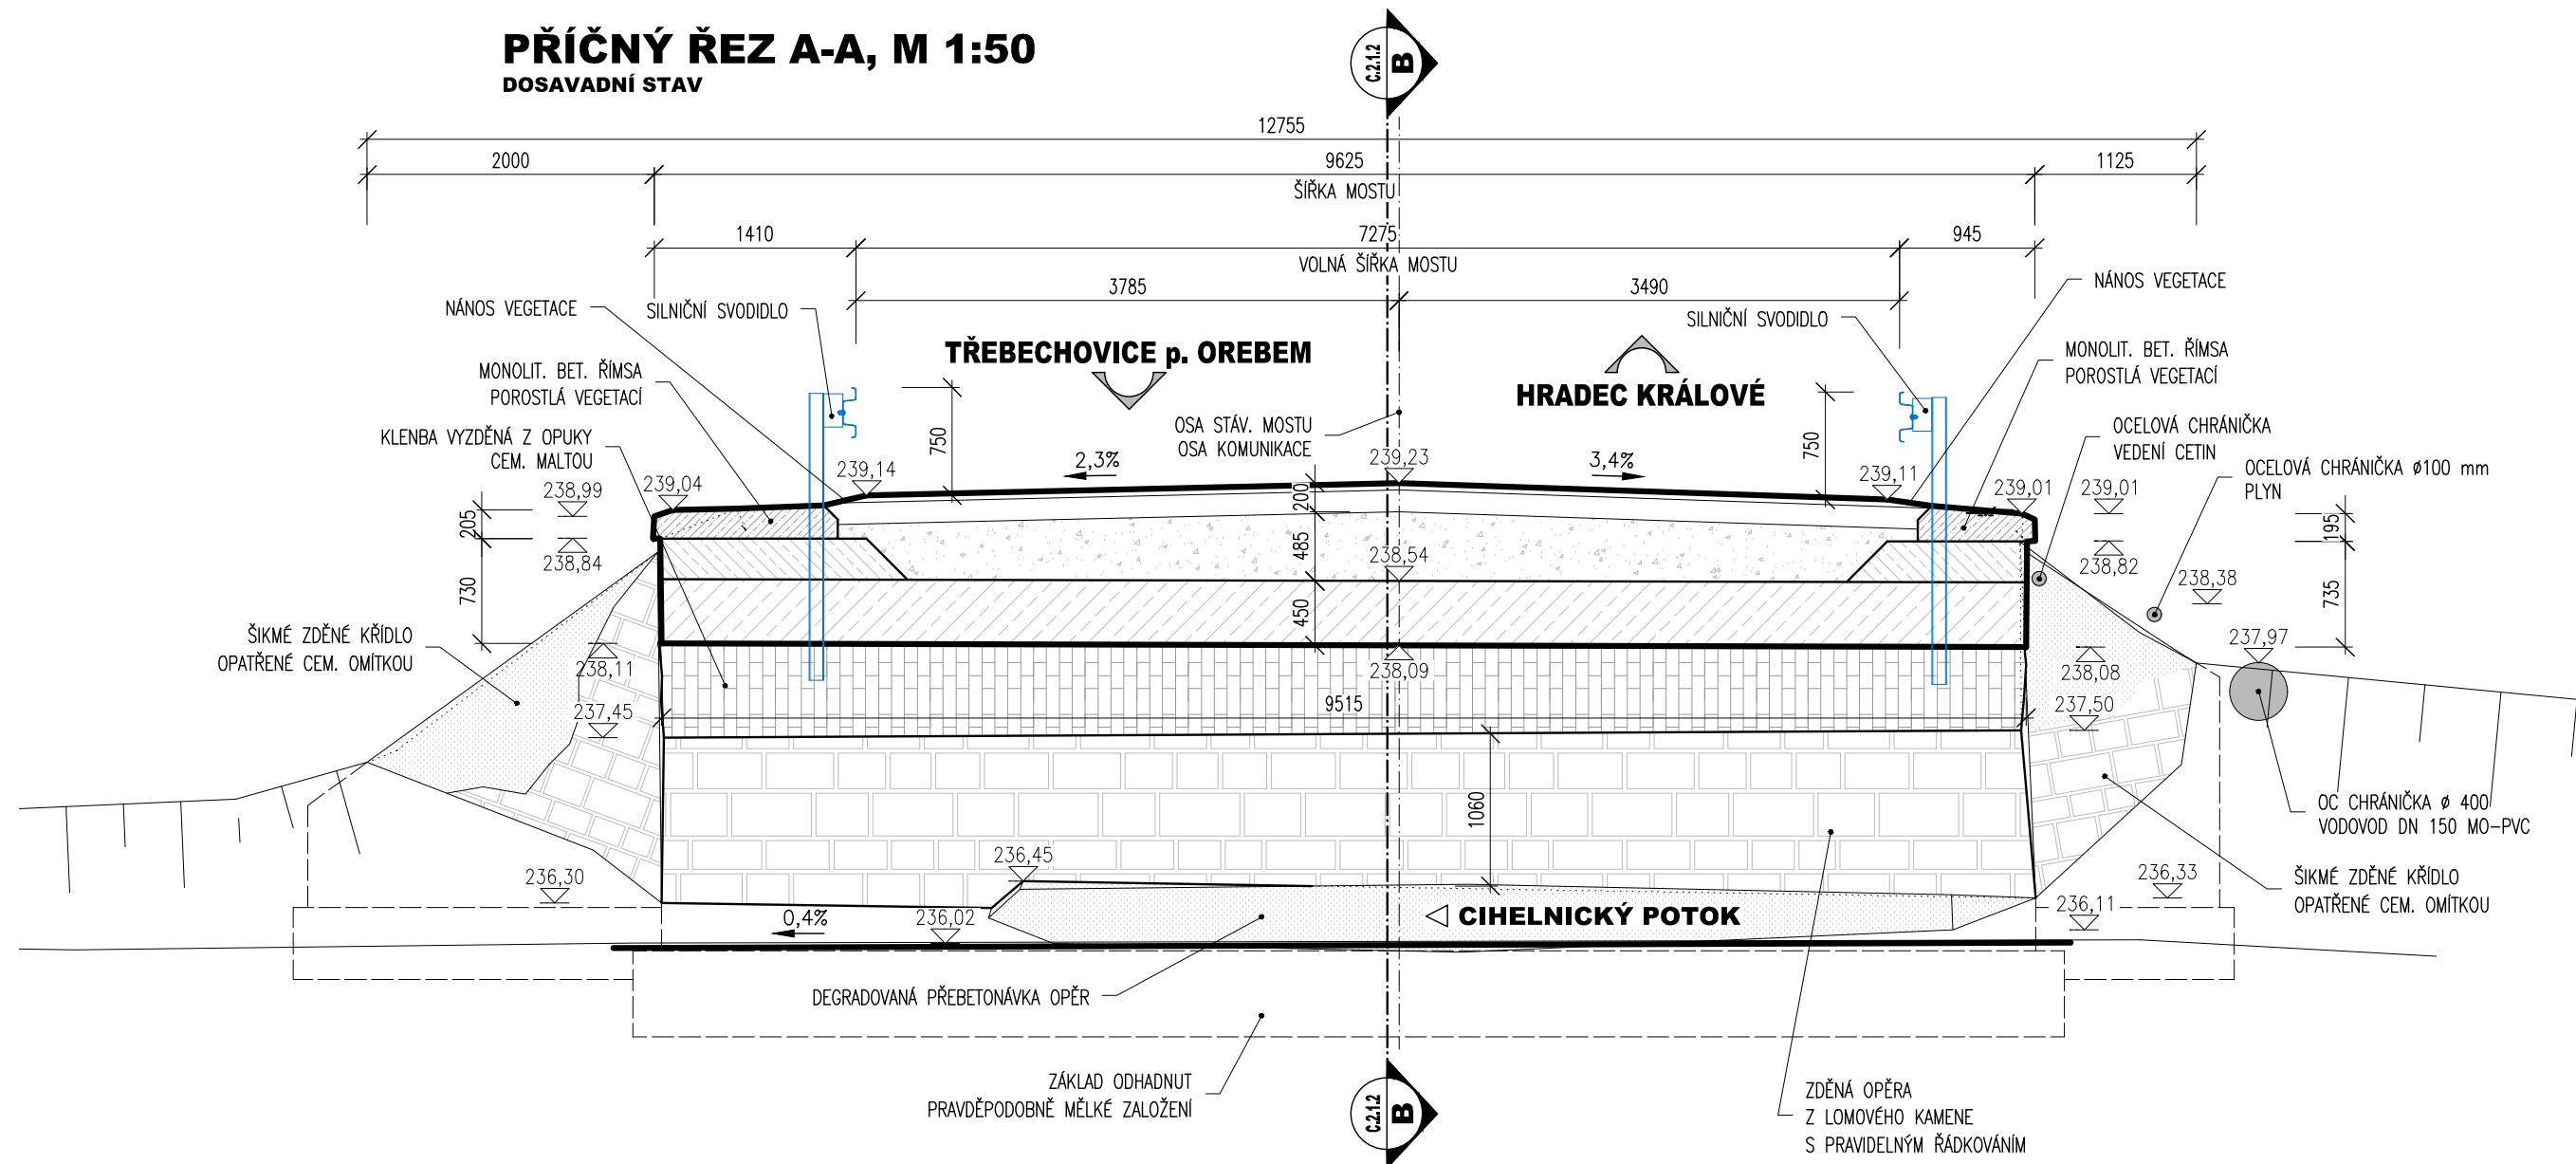 PŘÍČNÝ ŘEZ A-A, M 1:50
DOSAVADNÍ STAV
C.2.1.2
B
12755
2000
9625
1125
ŠÍŘKA MOSTU
1410
7275
945
VOLNÁ ŠÍŘKA MOSTU
3785
3490
NÁNOS VEGETACE
SILNIČNÍ SVODIDLO
SILNIČNÍ SVODIDLO
NÁNOS VEGETACE
TŘEBECHOVICE p. OREBEM
HRADEC KRÁLOVÉ
MONOLIT. BET. ŘÍMSA
POROSTLÁ VEGETACÍ
MONOLIT. BET. ŘÍMSA
POROSTLÁ VEGETACÍ
KLENBA VYZDĚNÁ Z OPUKY
CEM. MALTOU
OSA STÁV. MOSTU
OSA KOMUNIKACE
OCELOVÁ CHRÁNIČKA
VEDENÍ CETIN
OCELOVÁ CHRÁNIČKA ø100 mm
PLYN
750
750
2,3%
3,4%
239,14
239,23
239,11
238,99
239,04
239,01
239,01
205
200
195
238,84
485
238,54
238,82
238,38
730
450
735
ŠIKMÉ ZDĚNÉ KŘÍDLO
OPATŘENÉ CEM. OMÍTKOU
237,97
238,11
238,09
238,08
237,45
9515
237,50
1060
OC CHRÁNIČKA ø 400
VODOVOD DN 150 MO-PVC
236,45
236,30
236,33
ŠIKMÉ ZDĚNÉ KŘÍDLO
OPATŘENÉ CEM. OMÍTKOU
0,4%
236,02
CIHELNICKÝ POTOK
236,11
DEGRADOVANÁ PŘEBETONÁVKA OPĚR
ZÁKLAD ODHADNUT
PRAVDĚPODOBNĚ MĚLKÉ ZALOŽENÍ
C.2.1.2
B
ZDĚNÁ OPĚRA
Z LOMOVÉHO KAMENE
S PRAVIDELNÝM ŘÁDKOVÁNÍM